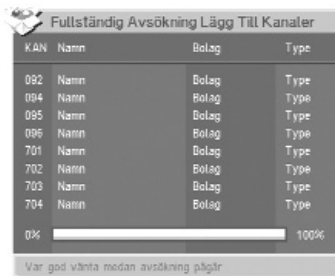 Fullständig Avsökning Lägg Till Kanaler
KAN Namn Bolag Type
092 Namn Bolag Type
094 Namn Bolag Type
095 Namn Bolag Type
096 Namn Bolag Type
701 Namn Bolag Type
702 Namn Bolag Type
703 Namn Bolag Type
704 Namn Bolag Type
0% 100%
Var god vänta medan avsökning pågår